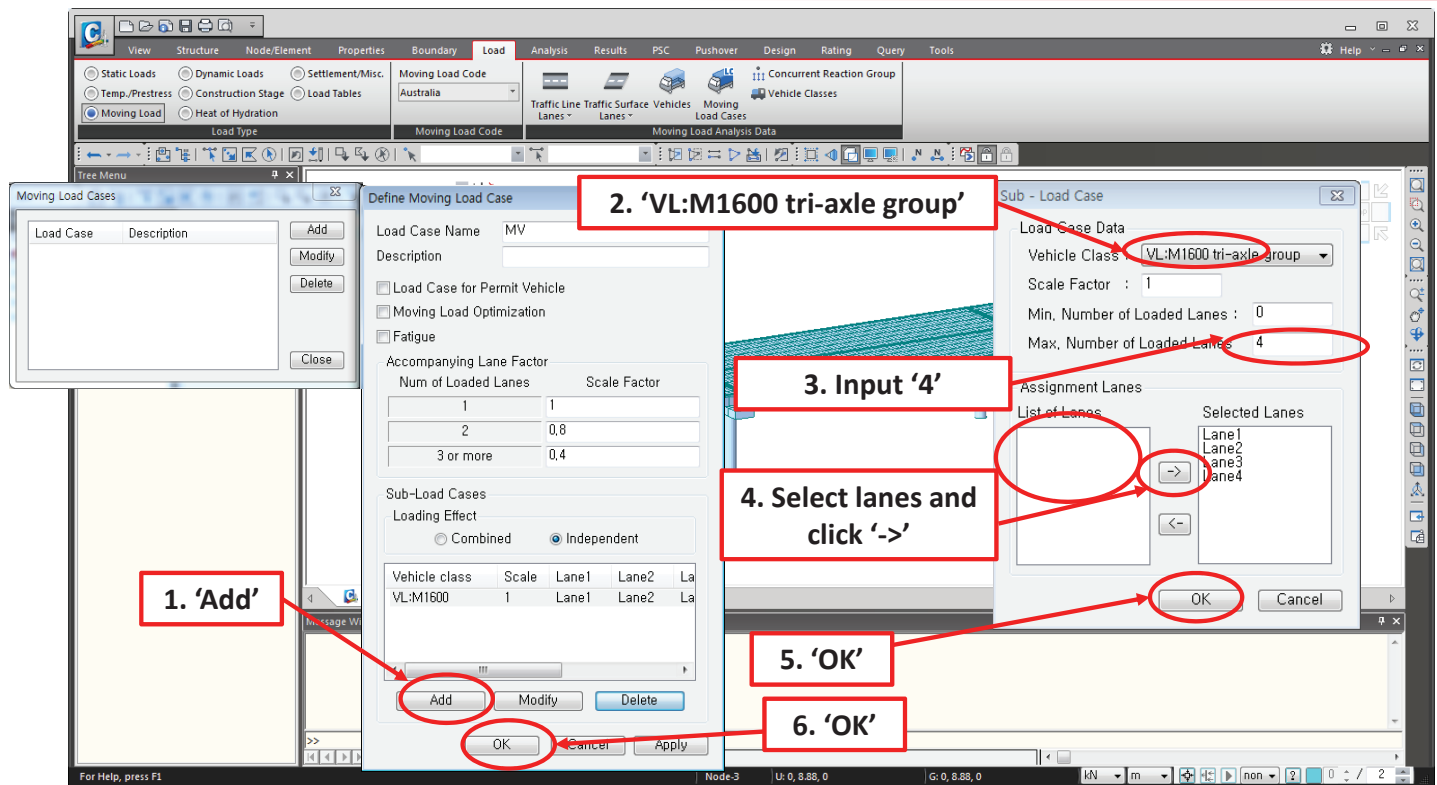 View Structure Node/Element Properties Boundary Load Analysis Results PSC Pushover Design Rating Query Tools Help
Static Loads Dynamic Loads Settlement/Misc.
Temp./Prestress Construction Stage Load Tables
Moving Load Heat of Hydration
Load Type
Moving Load Code
Australia
Moving Load Code
Traffic Line Lanes
Traffic Surface Lanes
Vehicles
Moving Load Cases
Concurrent Reaction Group
Vehicle Classes
Moving Load Analysis Data
Tree Menu
Moving Load Cases
Load Case Description
Add
Modify
Delete
Close
Define Moving Load Case
Load Case Name MV
Description
Load Case for Permit Vehicle
Moving Load Optimization
Fatigue
Accompanying Lane Factor
Num of Loaded Lanes Scale Factor
1 1
2 0,8
3 or more 0,4
Sub-Load Cases
Loading Effect
Combined Independent
Vehicle class Scale Lane1 Lane2 La
VL:M1600 1 Lane1 Lane2 La
Add Modify Delete
OK Cancel Apply
1. 'Add'
2. 'VL:M1600 tri-axle group'
3. Input '4'
4. Select lanes and
click '->'
5. 'OK'
6. 'OK'
Sub - Load Case
Load Case Data
Vehicle Class : VL:M1600 tri-axle group
Scale Factor : 1
Min, Number of Loaded Lanes : 0
Max, Number of Loaded Lanes 4
Assignment Lanes
List of Lanes Selected Lanes
Lane1
Lane2
Lane3
Lane4
->
<-
OK Cancel
>>
For Help, press F1
Node-3 U: 0, 8.88, 0 G: 0, 8.88, 0 kN m non ? 0 / 2